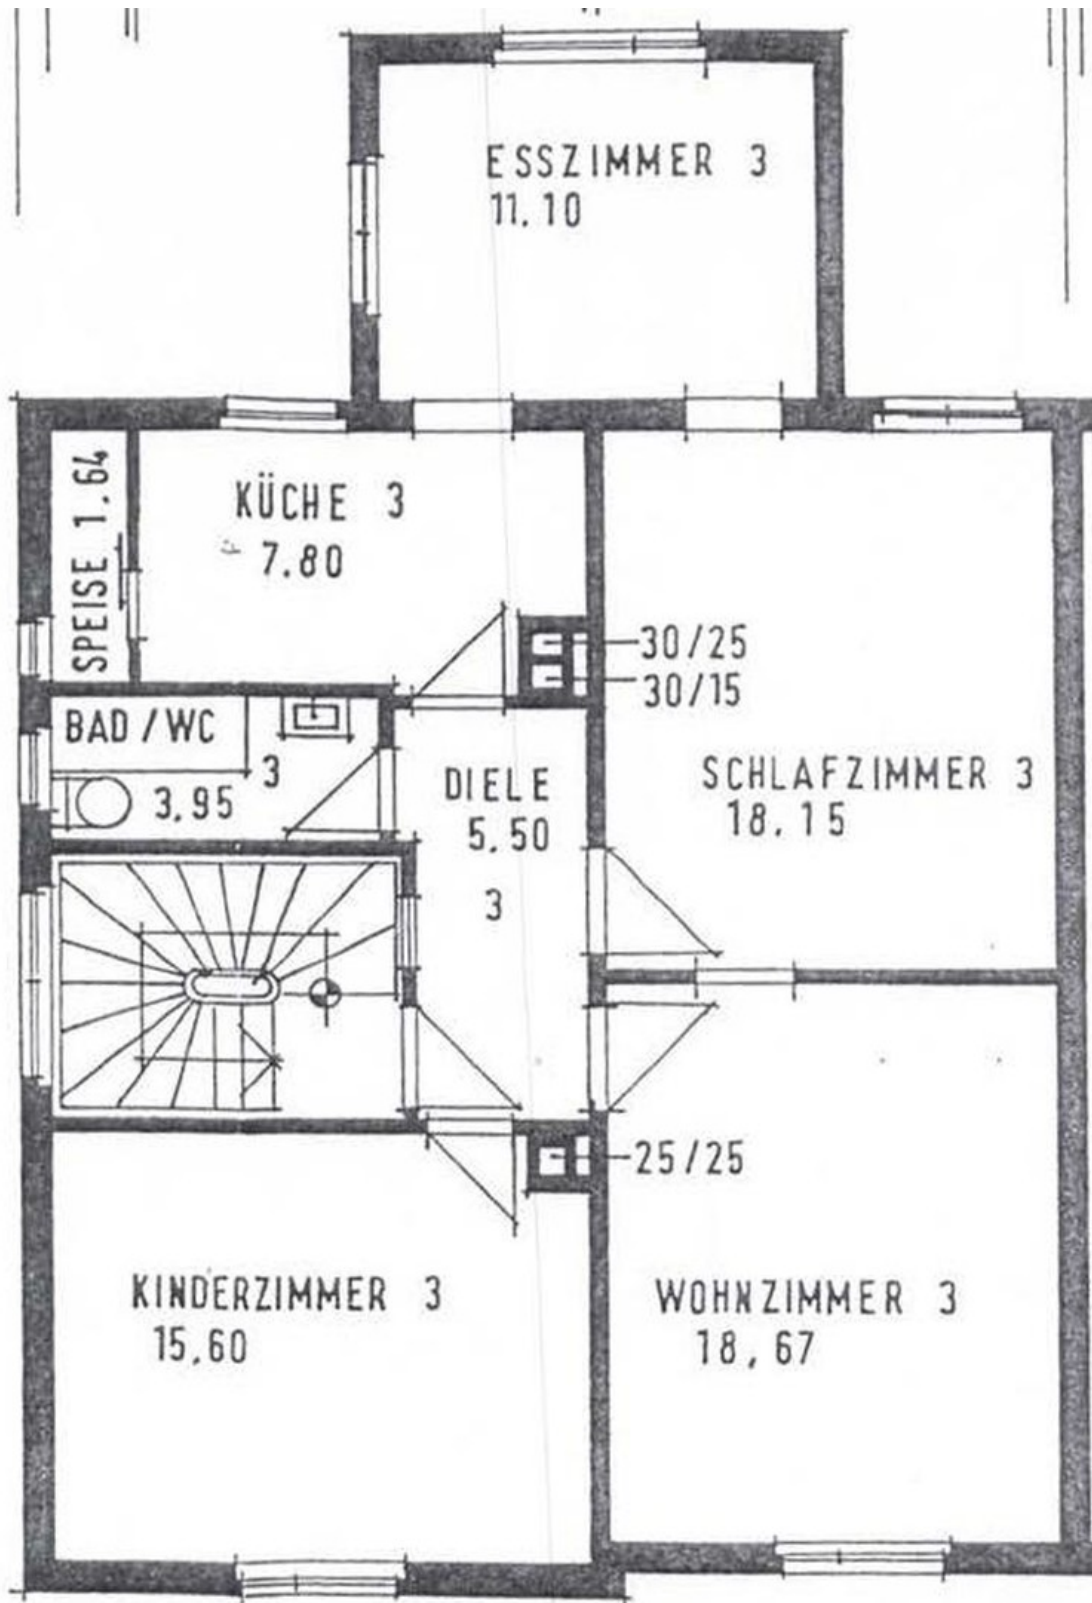 ESSZIMMER 3
11.10
SPEISE 1.64
KÜCHE 3
7.80
30/25
30/15
BAD / WC
3
3,95
DIELE
5,50
3
SCHLAFZIMMER 3
18,15
25/25
KINDERZIMMER 3
15,60
WOHNZIMMER 3
18,67